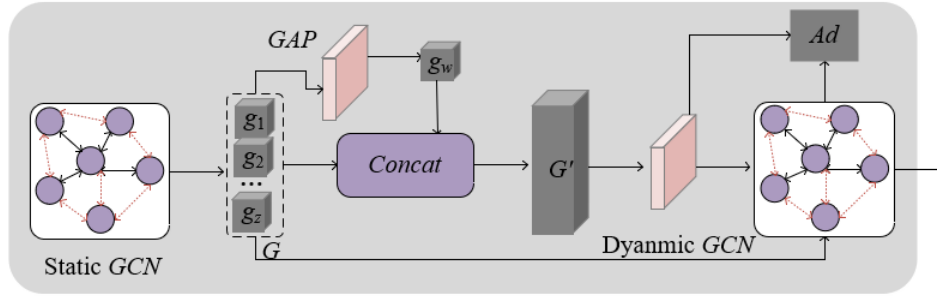 GAP
Ad
g_w
g_1
g_2
...
g_z
Concat
G'
G
Static GCN
Dyanmic GCN